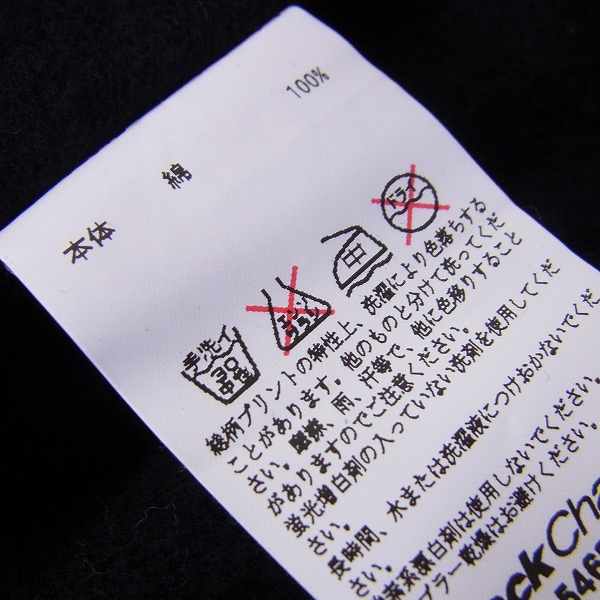 本体 綿 100%
手洗イ 30 中性
エンソ サラシ
中
ドライ
総柄プリントの特性上、洗濯により色落ちする
ことがあります。他のものと分けて洗ってくだ
さい。摩擦、雨、汗等で、他に色移りすること
がありますのでご注意ください。
蛍光増白剤の入っていない洗剤を使用してくだ
さい。
長時間、水または洗濯液につけおかないでくだ
さい。
素系漂白剤は使用しないでください。
ブラー乾燥はお避けください。
ckCha
546